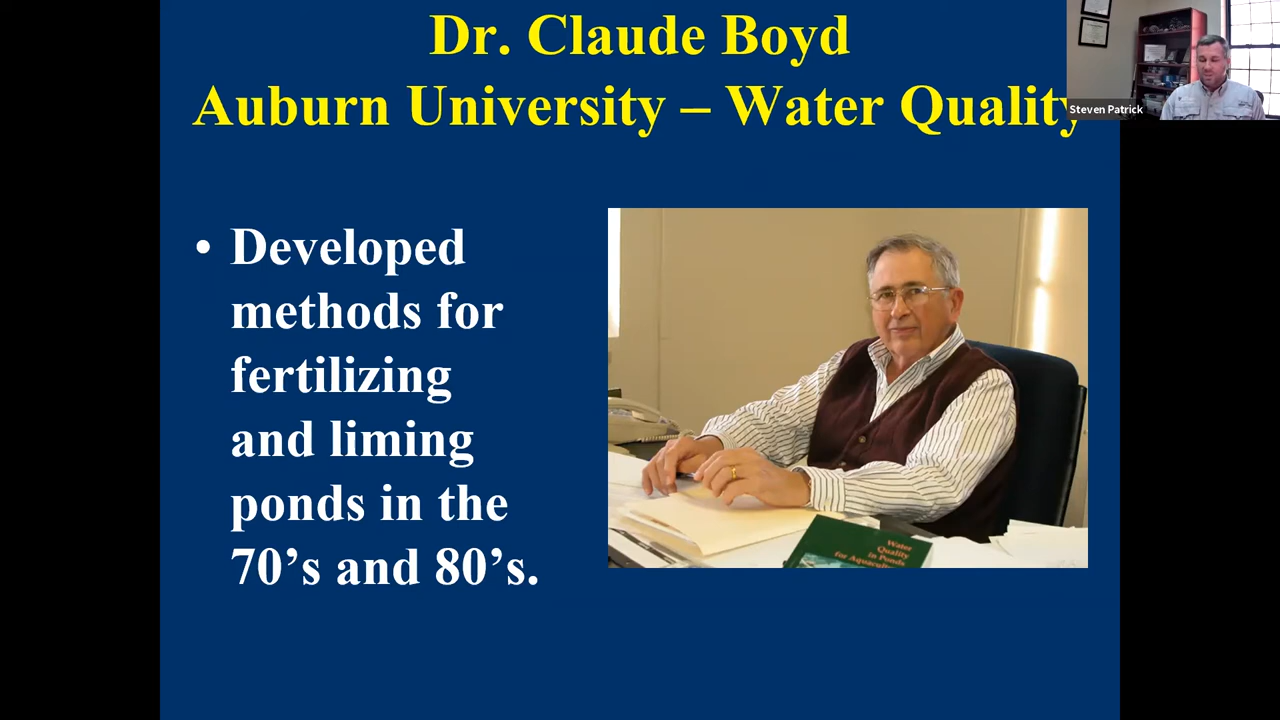 Dr. Claude Boyd
Auburn University – Water Quality
Steven Patrick
• Developed
methods for
fertilizing
and liming
ponds in the
70’s and 80’s.
Water
Quality
in Ponds
for Aquaculture